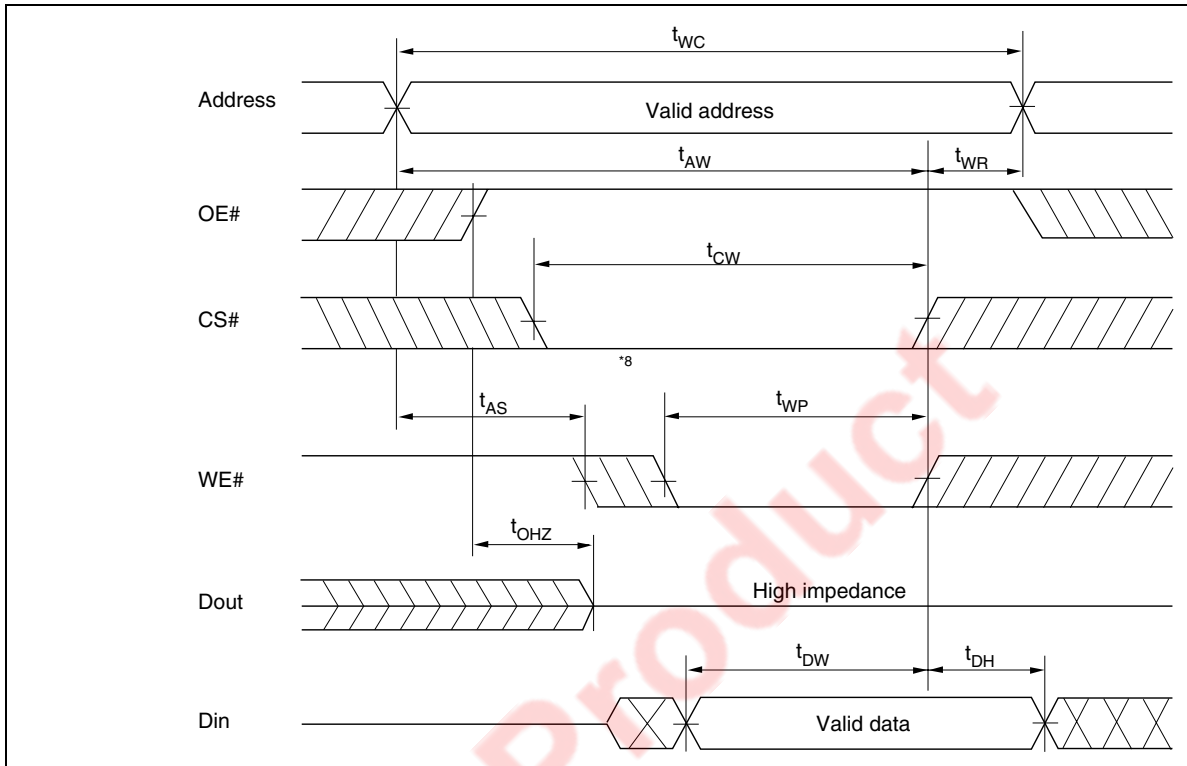 tWC
Address
Valid address
tAW
tWR
OE#
tCW
CS#
*8
tAS
tWP
WE#
tOHZ
Dout
High impedance
tDW
tDH
Din
Valid data
Product